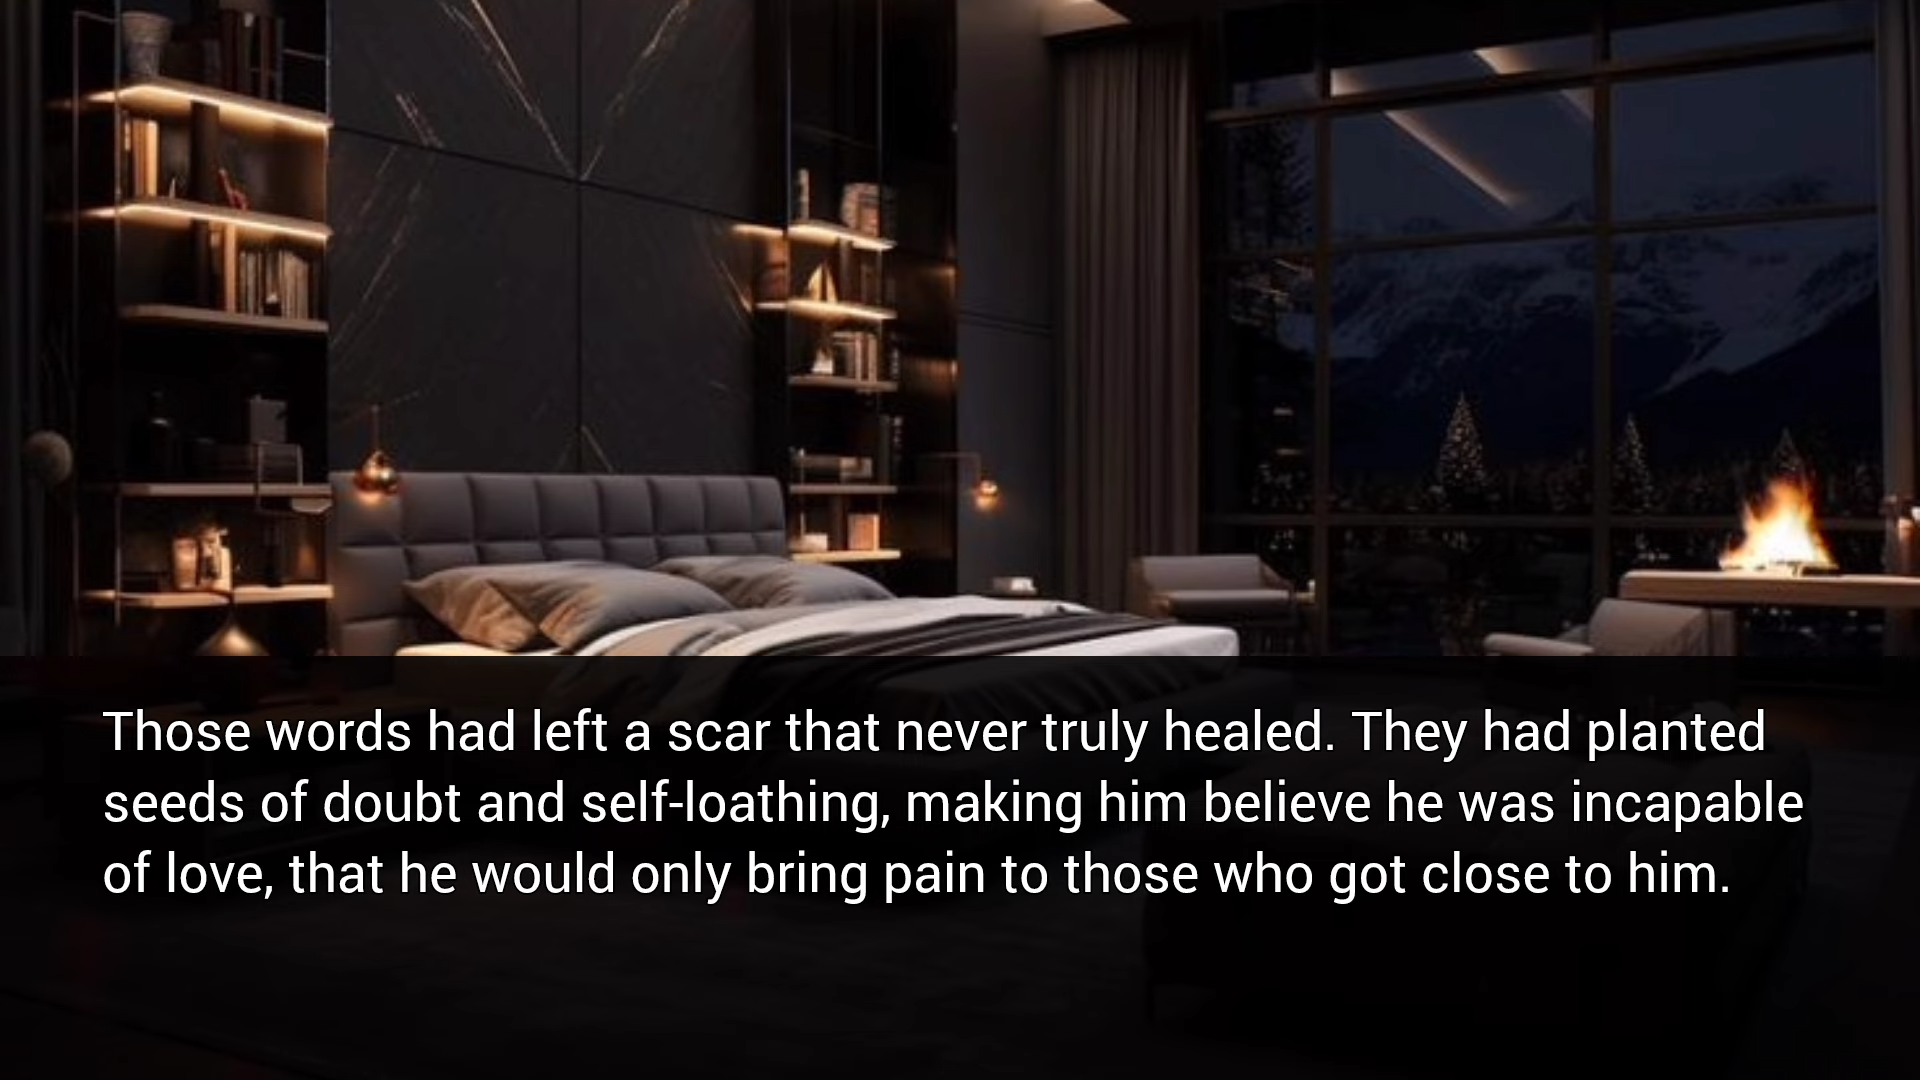 Those words had left a scar that never truly healed. They had planted
seeds of doubt and self-loathing, making him believe he was incapable
of love, that he would only bring pain to those who got close to him.